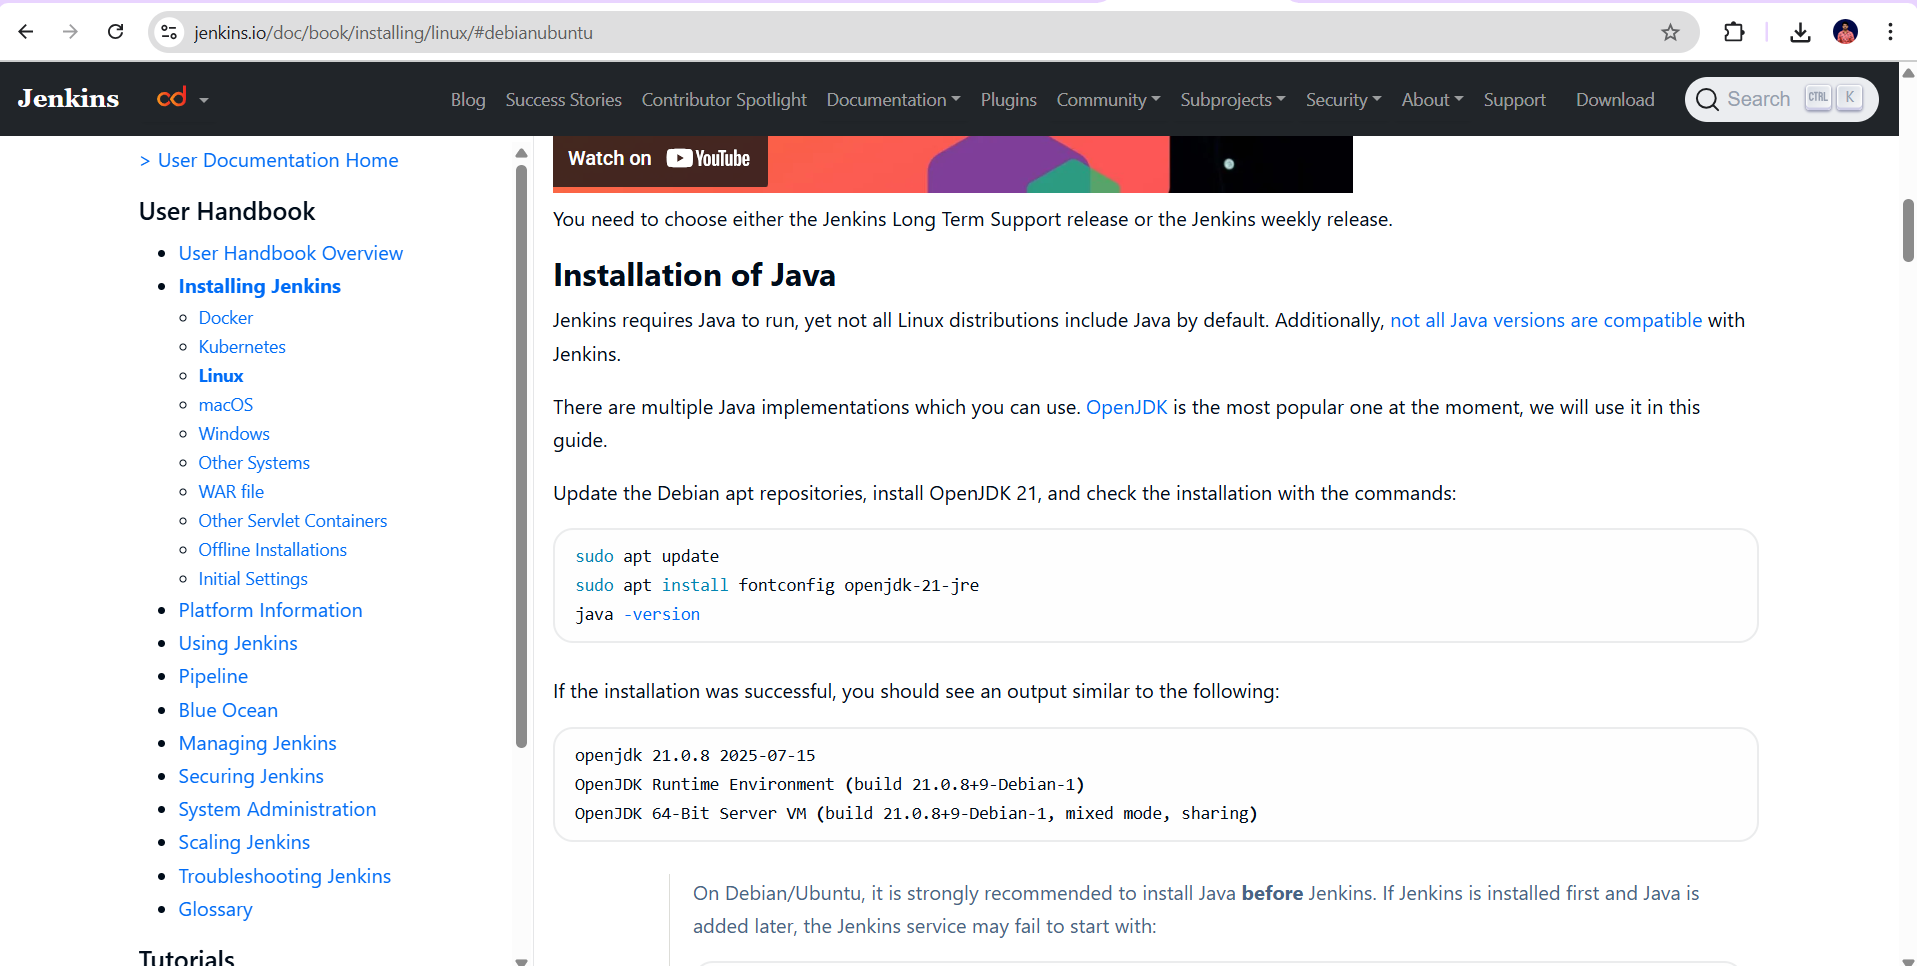 jenkins.io/doc/book/installing/linux/#debianubuntu
Jenkins
cd
Blog
Success Stories
Contributor Spotlight
Documentation
Plugins
Community
Subprojects
Security
About
Support
Download
Search
CTRL
K
> User Documentation Home
User Handbook
User Handbook Overview
Installing Jenkins
Docker
Kubernetes
Linux
macOS
Windows
Other Systems
WAR file
Other Servlet Containers
Offline Installations
Initial Settings
Platform Information
Using Jenkins
Pipeline
Blue Ocean
Managing Jenkins
Securing Jenkins
System Administration
Scaling Jenkins
Troubleshooting Jenkins
Glossary
Tutorials
Watch on YouTube
You need to choose either the Jenkins Long Term Support release or the Jenkins weekly release.
Installation of Java
Jenkins requires Java to run, yet not all Linux distributions include Java by default. Additionally, not all Java versions are compatible with
Jenkins.
There are multiple Java implementations which you can use. OpenJDK is the most popular one at the moment, we will use it in this
guide.
Update the Debian apt repositories, install OpenJDK 21, and check the installation with the commands:
sudo apt update
sudo apt install fontconfig openjdk-21-jre
java -version
If the installation was successful, you should see an output similar to the following:
openjdk 21.0.8 2025-07-15
OpenJDK Runtime Environment (build 21.0.8+9-Debian-1)
OpenJDK 64-Bit Server VM (build 21.0.8+9-Debian-1, mixed mode, sharing)
On Debian/Ubuntu, it is strongly recommended to install Java before Jenkins. If Jenkins is installed first and Java is
added later, the Jenkins service may fail to start with: